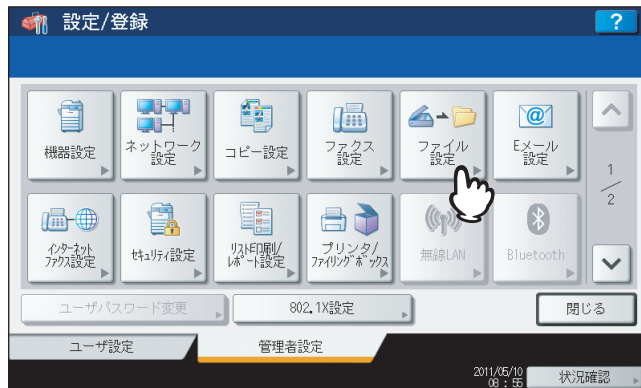 設定/登録
?
機器設定
ネットワーク
設定
コピー設定
ファクス
設定
ファイル
設定
@
Eメール
設定
1
2
インターネット
ファクス設定
セキュリティ設定
リスト印刷/
レポート設定
プリンタ/
ファイリングボックス
無線LAN
Bluetooth
ユーザパスワード変更
802.1X設定
閉じる
ユーザ設定
管理者設定
2011/05/10
08:55
状況確認